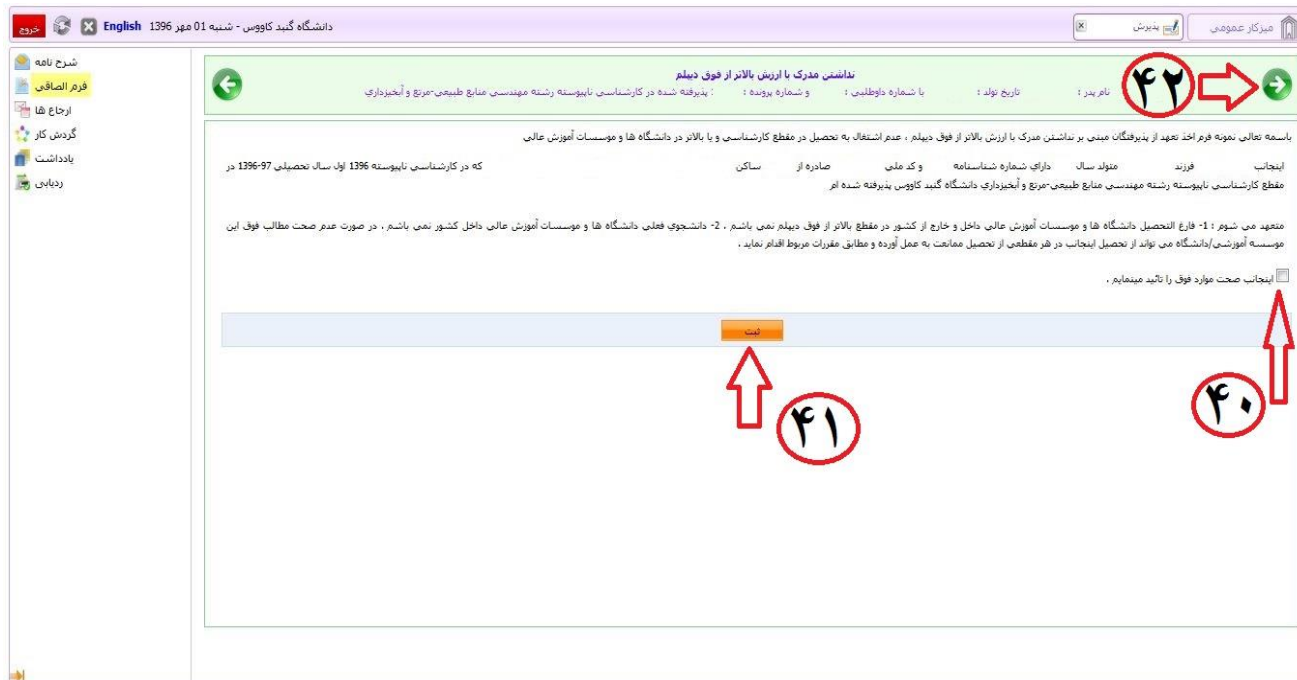 میزکار عمومی
پذیرش
دانشگاه گنبد کاووس - شنبه 01 مهر 1396 English خروج
شرح نامه
فرم الصاقی
ارجاع ها
گردش کار
یادداشت
ردیابی
نداشتن مدرک با ارزش بالاتر از فوق دیپلم
نام پدر : تاریخ تولد : با شماره داوطلبی : و شماره پرونده : : پذیرفته شده در کارشناسی ناپیوسته رشته مهندسی منابع طبیعی-مرتع و آبخیزداري
۴۲
باسمه تعالی نمونه فرم اخذ تعهد از پذیرفتگان مبنی بر نداشتن مدرک با ارزش بالاتر از فوق دیپلم ، عدم اشتغال به تحصیل در مقطع کارشناسی و یا بالاتر در دانشگاه ها و موسسات آموزش عالی
اینجانب فرزند متولد سال دارای شماره شناسنامه و کد ملی صادره از ساکن که در کارشناسی ناپیوسته 1396 اول سال تحصیلی 97-1396 در
مقطع کارشناسی ناپیوسته رشته مهندسی منابع طبیعی-مرتع و آبخیزداري دانشگاه گنبد کاووس پذیرفته شده ام
متعهد می شوم : 1- فارغ التحصیل دانشگاه ها و موسسات آموزش عالی داخل و خارج از کشور در مقطع بالاتر از فوق دیپلم نمی باشم ، 2- دانشجوی فعلی دانشگاه ها و موسسات آموزش عالی داخل کشور نمی باشم ، در صورت عدم صحت مطالب فوق این
موسسه آموزشی/دانشگاه می تواند از تحصیل اینجانب در هر مقطعی از تحصیل ممانعت به عمل آورده و مطابق مقررات مربوط اقدام نماید .
اینجانب صحت موارد فوق را تائید مینمایم .
ثبت
۴۰
۴۱